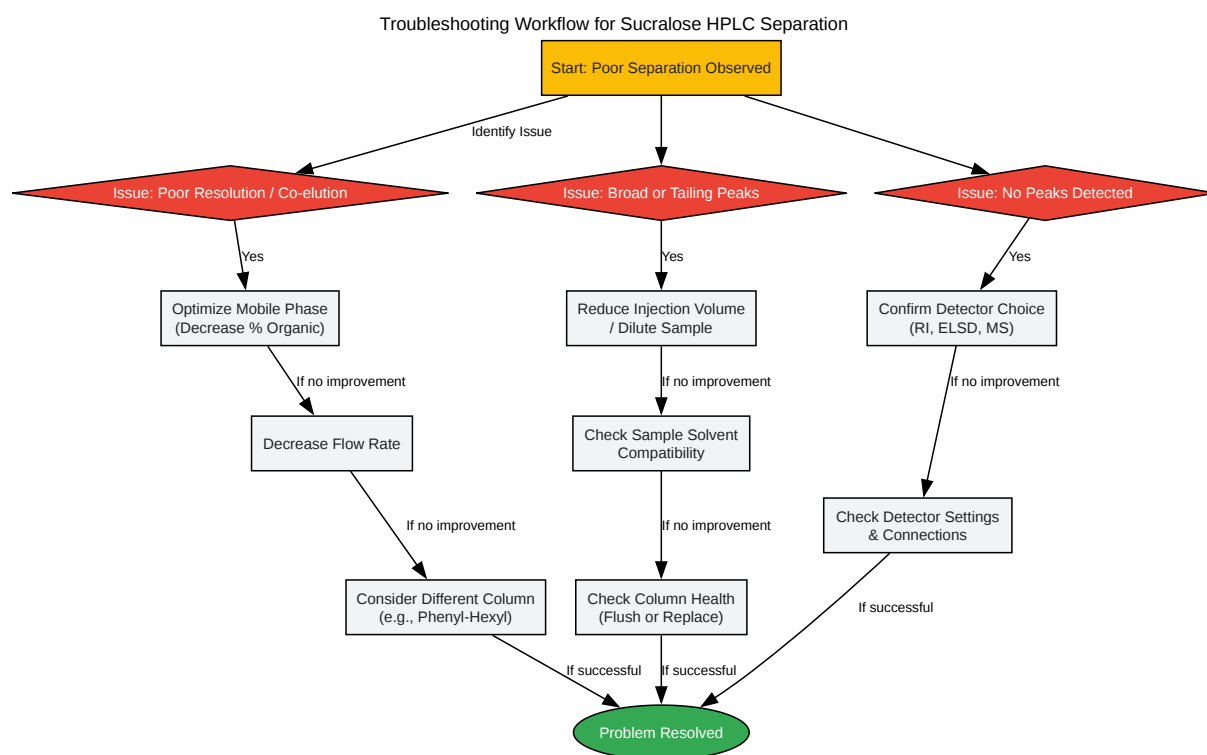 Troubleshooting Workflow for Sucralose HPLC Separation
Start: Poor Separation Observed
Identify Issue
Issue: Poor Resolution / Co-elution
Issue: Broad or Tailing Peaks
Issue: No Peaks Detected
Yes
Yes
Yes
Optimize Mobile Phase
(Decrease % Organic)
Reduce Injection Volume
/ Dilute Sample
Confirm Detector Choice
(RI, ELSD, MS)
If no improvement
If no improvement
If no improvement
Decrease Flow Rate
Check Sample Solvent
Compatibility
Check Detector Settings
& Connections
If no improvement
If no improvement
Consider Different Column
(e.g., Phenyl-Hexyl)
Check Column Health
(Flush or Replace)
If successful
If successful
If successful
Problem Resolved